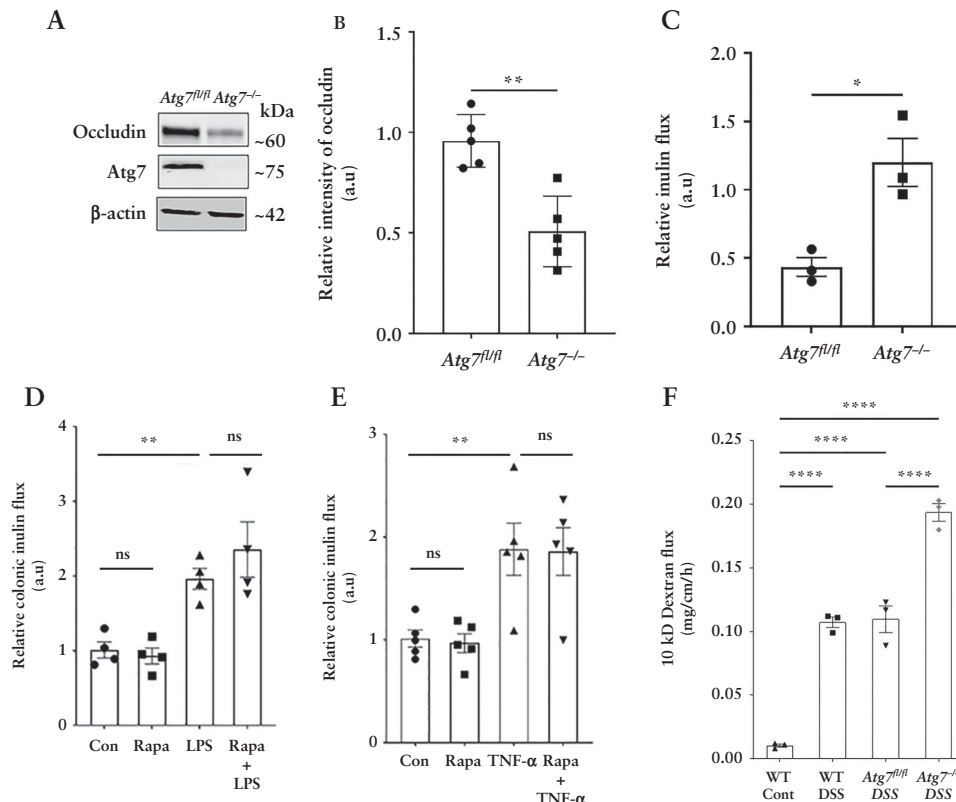 A
Atg7fl/fl Atg7–/–
kDa
Occludin
~60
Atg7
~75
β-actin
~42
B
Relative intensity of occludin
(a.u)
1.5
1.0
0.5
0.0
**
Atg7fl/fl
Atg7–/–
C
Relative inulin flux
(a.u)
2.0
1.5
1.0
0.5
0.0
*
Atg7fl/fl
Atg7–/–
D
Relative colonic inulin flux
(a.u)
4
3
2
1
0
**
ns
ns
Con
Rapa
LPS
Rapa
+
LPS
E
Relative colonic inulin flux
(a.u)
3
2
1
0
**
ns
ns
Con
Rapa
TNF-α
Rapa
+
TNF-α
F
10 kD Dextran flux
(mg/cm/h)
0.25
0.20
0.15
0.10
0.05
0.00
****
****
****
****
WT
Cont
WT
DSS
Atg7fl/fl
DSS
Atg7–/–
DSS